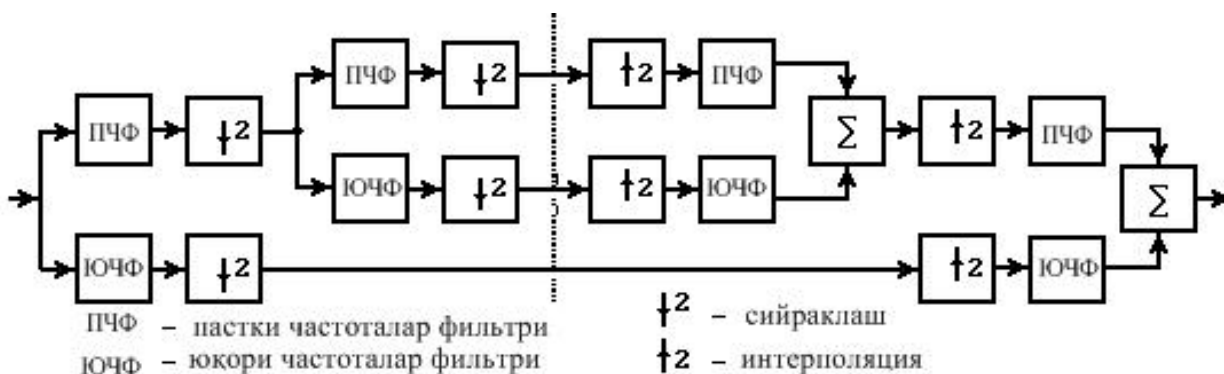 ПЧФ ↓2 ↑2 ПЧФ
ПЧФ ↓2 Σ ↑2 ПЧФ
ЮЧФ ↓2 ↑2 ЮЧФ Σ
ЮЧФ ↓2 ↑2 ЮЧФ
ПЧФ – пастки частоталар фильтри
ЮЧФ – юқори частоталар фильтри
↓2 – сийраклаш
↑2 – интерполяция